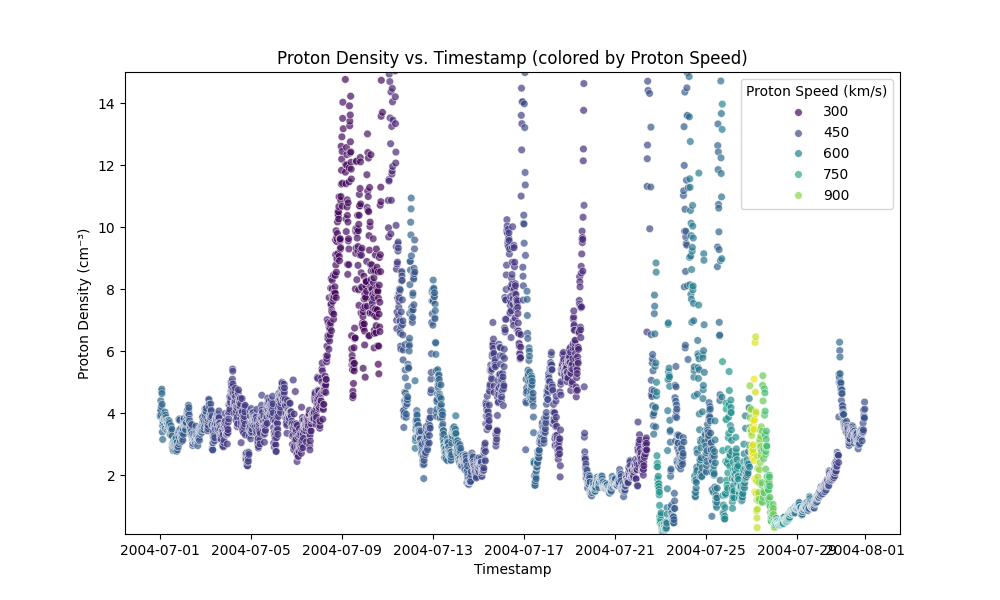 Proton Density vs. Timestamp (colored by Proton Speed)
Proton Density (cm⁻³)
14
12
10
8
6
4
2
Proton Speed (km/s)
300
450
600
750
900
2004-07-01 2004-07-05 2004-07-09 2004-07-13 2004-07-17 2004-07-21 2004-07-25 2004-07-29 2004-08-01
Timestamp